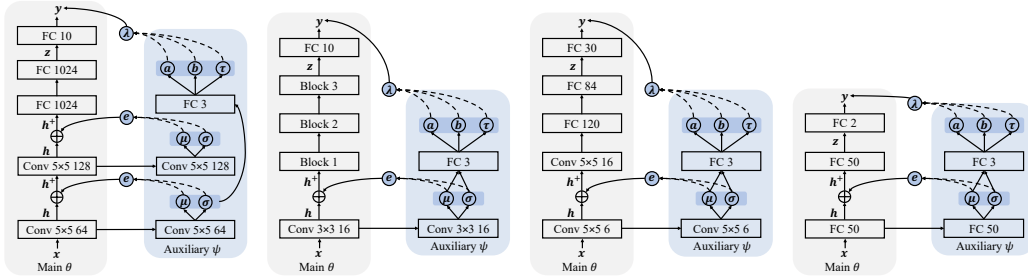 y
λ
FC 10
z
a b τ
FC 1024
FC 1024
FC 3
h⁺
e
h
μ σ
Conv 5×5 128
Conv 5×5 128
h⁺
e
h
μ σ
Conv 5×5 64
Conv 5×5 64
x
Auxiliary ψ
Main θ
y
FC 10
z
Block 3
λ
Block 2
a b τ
Block 1
FC 3
h⁺
e
h
μ σ
Conv 3×3 16
Conv 3×3 16
x
Auxiliary ψ
Main θ
y
FC 30
z
FC 84
λ
FC 120
a b τ
Conv 5×5 16
FC 3
h⁺
e
h
μ σ
Conv 5×5 6
Conv 5×5 6
x
Auxiliary ψ
Main θ
y
λ
FC 2
a b τ
z
FC 50
FC 3
h⁺
e
h
μ σ
FC 50
FC 50
x
Auxiliary ψ
Main θ